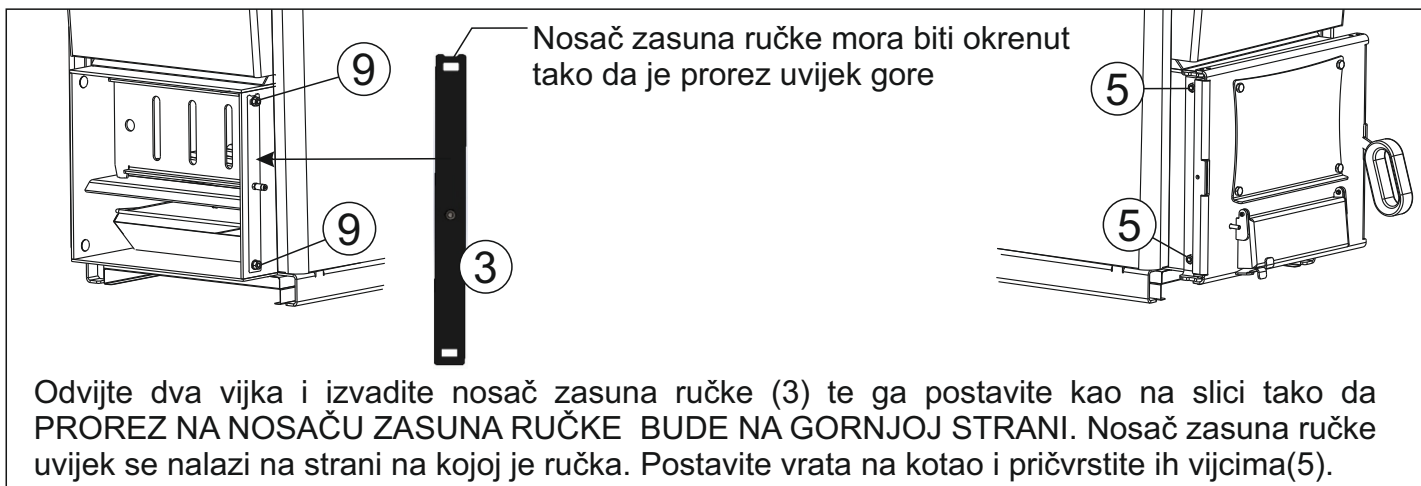 Nosač zasuna ručke mora biti okrenut
tako da je prorez uvijek gore
9
5
9
5
3
Odvijte dva vijka i izvadite nosač zasuna ručke (3) te ga postavite kao na slici tako da
PROREZ NA NOSAČU ZASUNA RUČKE BUDE NA GORNJOJ STRANI. Nosač zasuna ručke
uvijek se nalazi na strani na kojoj je ručka. Postavite vrata na kotao i pričvrstite ih vijcima(5).